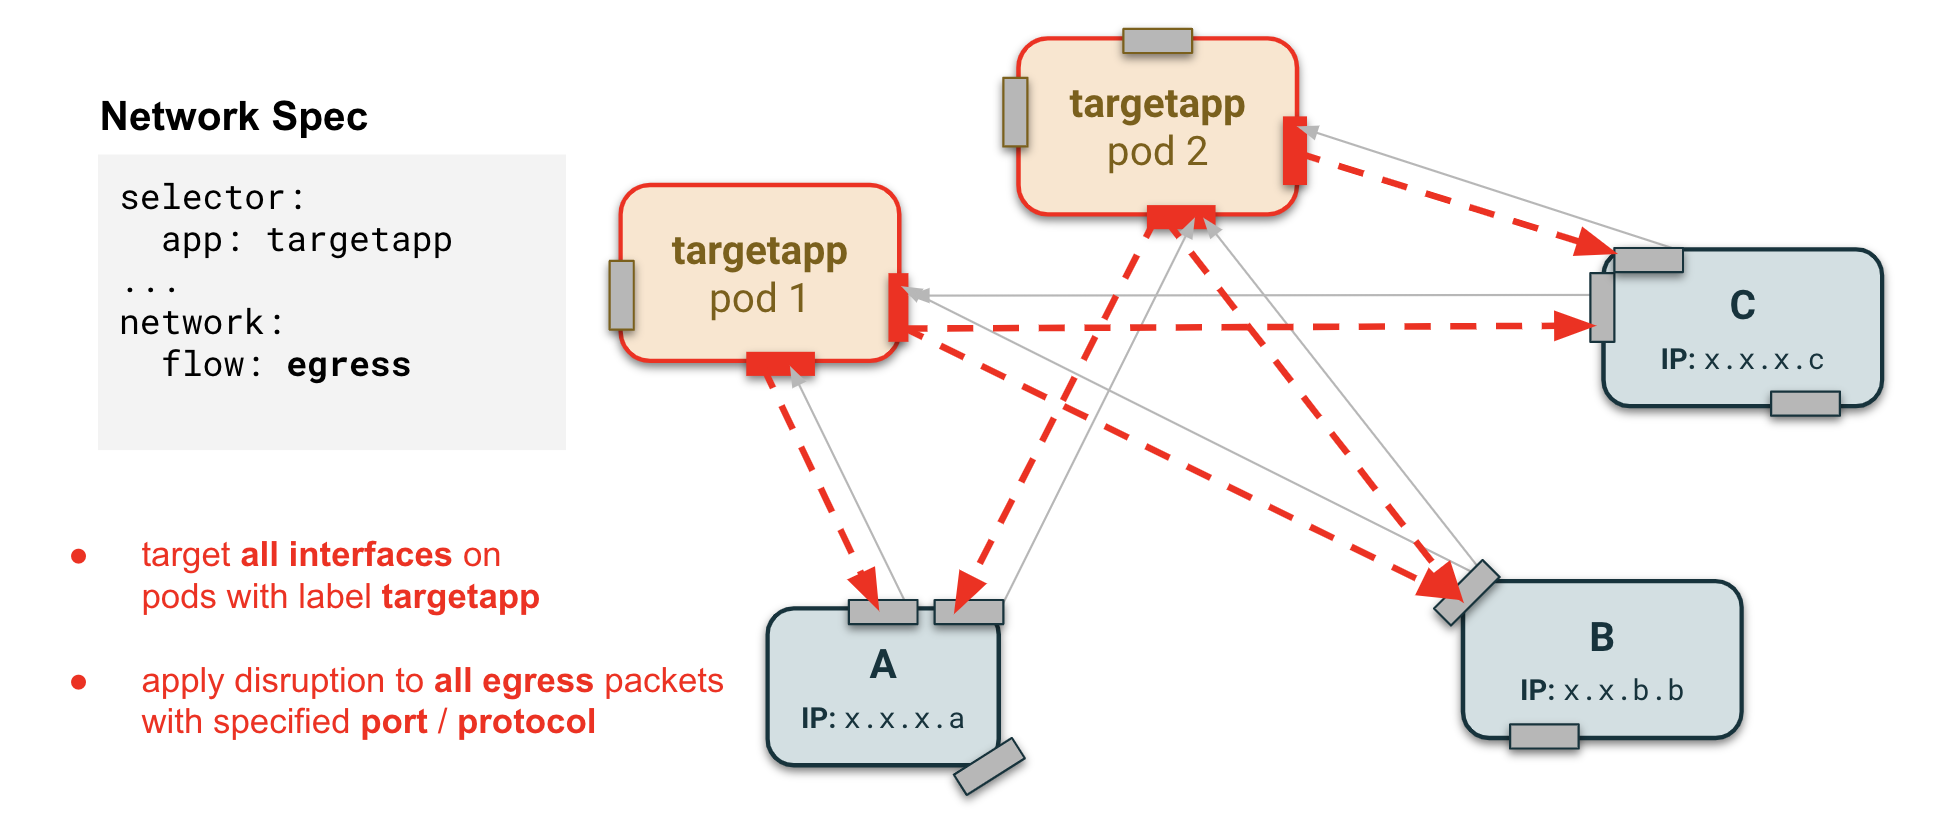 Network Spec
selector:
  app: targetapp
...
network:
  flow: egress
● target all interfaces on
pods with label targetapp
● apply disruption to all egress packets
with specified port / protocol
targetapp
pod 1
targetapp
pod 2
C
IP: x.x.x.c
A
IP: x.x.x.a
B
IP: x.x.b.b